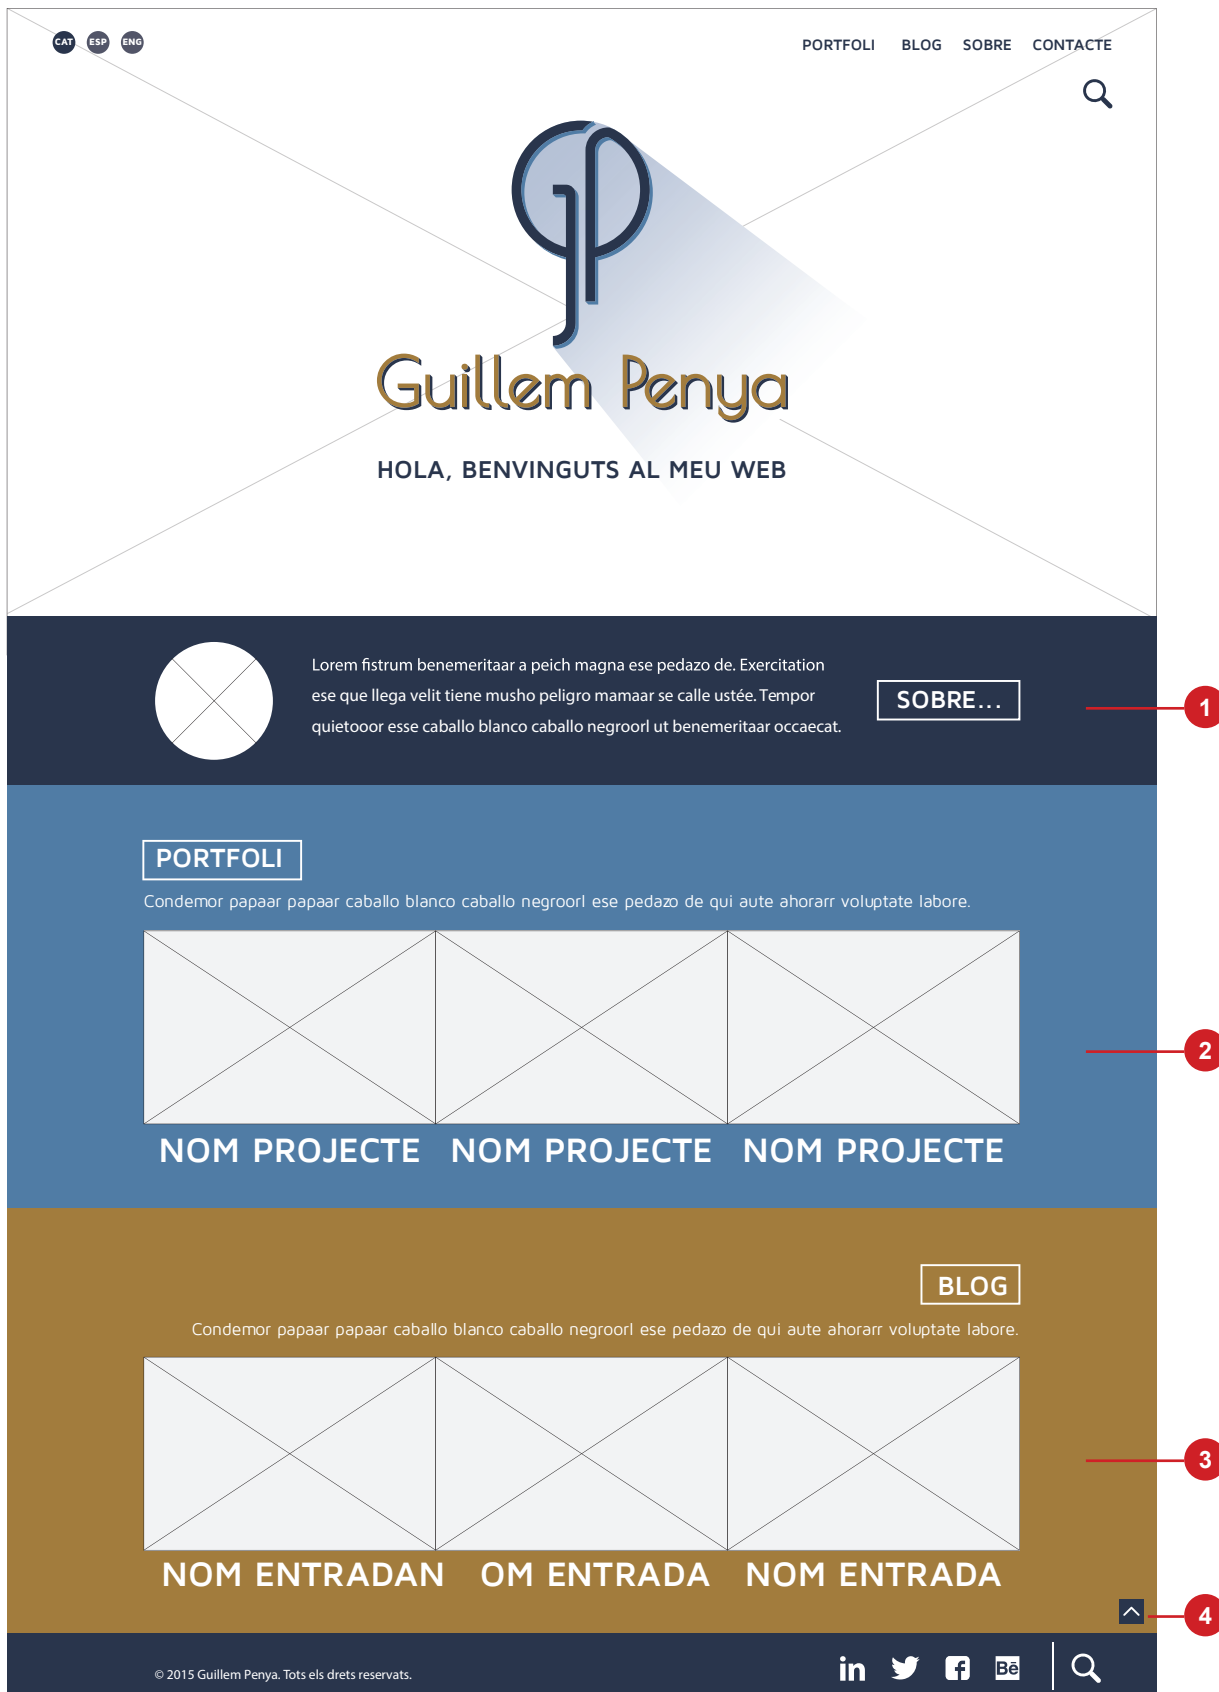 CAT ESP ENG
PORTFOLI BLOG SOBRE CONTACTE
Guillem Penya
HOLA, BENVINGUTS AL MEU WEB
Lorem fistrum benemeritaar a peich magna ese pedazo de. Exercitation
ese que llega velit tiene musho peligro mamaar se calle ustée. Tempor
quietooor esse caballo blanco caballo negroorl ut benemeritaar occaecat.
SOBRE...
1
PORTFOLI
Condemor papaar papaar caballo blanco caballo negroorl ese pedazo de qui aute ahorarr voluptate labore.
2
NOM PROJECTE NOM PROJECTE NOM PROJECTE
BLOG
Condemor papaar papaar caballo blanco caballo negroorl ese pedazo de qui aute ahorarr voluptate labore.
3
NOM ENTRADAN OM ENTRADA NOM ENTRADA
4
© 2015 Guillem Penya. Tots els drets reservats.
in Bē